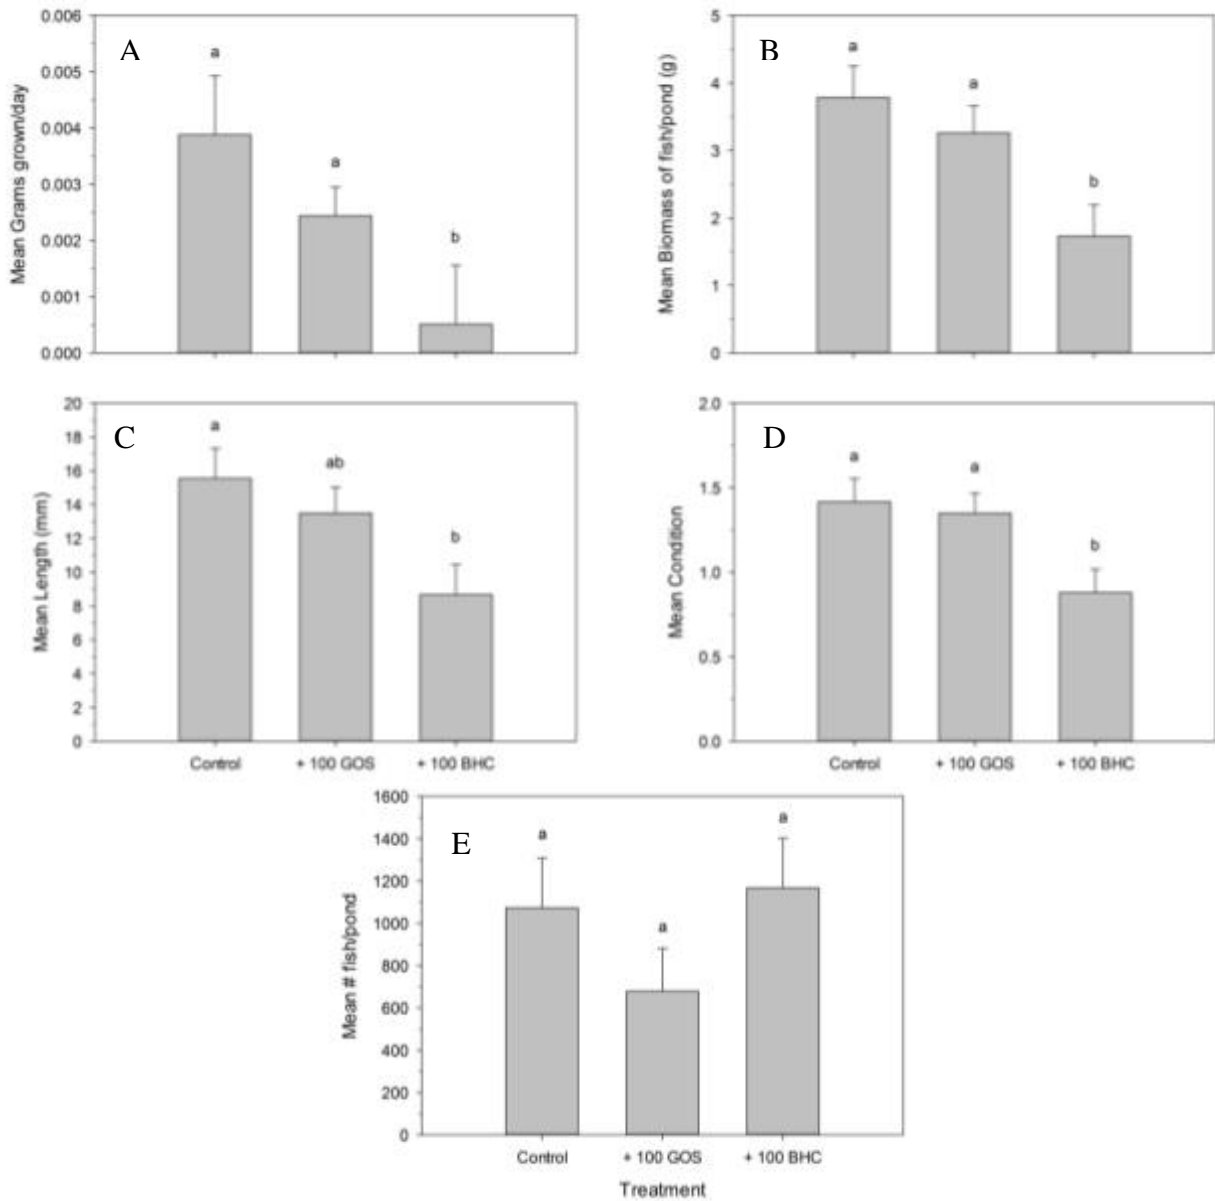 A
Mean Grams grown/day
0.006
0.005
0.004
0.003
0.002
0.001
0.000
a
a
b
B
Mean Biomass of fish/pond (g)
5
4
3
2
1
0
a
a
b
C
Mean Length (mm)
20
18
16
14
12
10
8
6
4
2
0
a
ab
b
Control
+ 100 GOS
+ 100 BHC
D
Mean Condition
2.0
1.5
1.0
0.5
0.0
a
a
b
Control
+ 100 GOS
+ 100 BHC
E
Mean # fish/pond
1600
1400
1200
1000
800
600
400
200
0
a
a
a
Control
+ 100 GOS
+ 100 BHC
Treatment